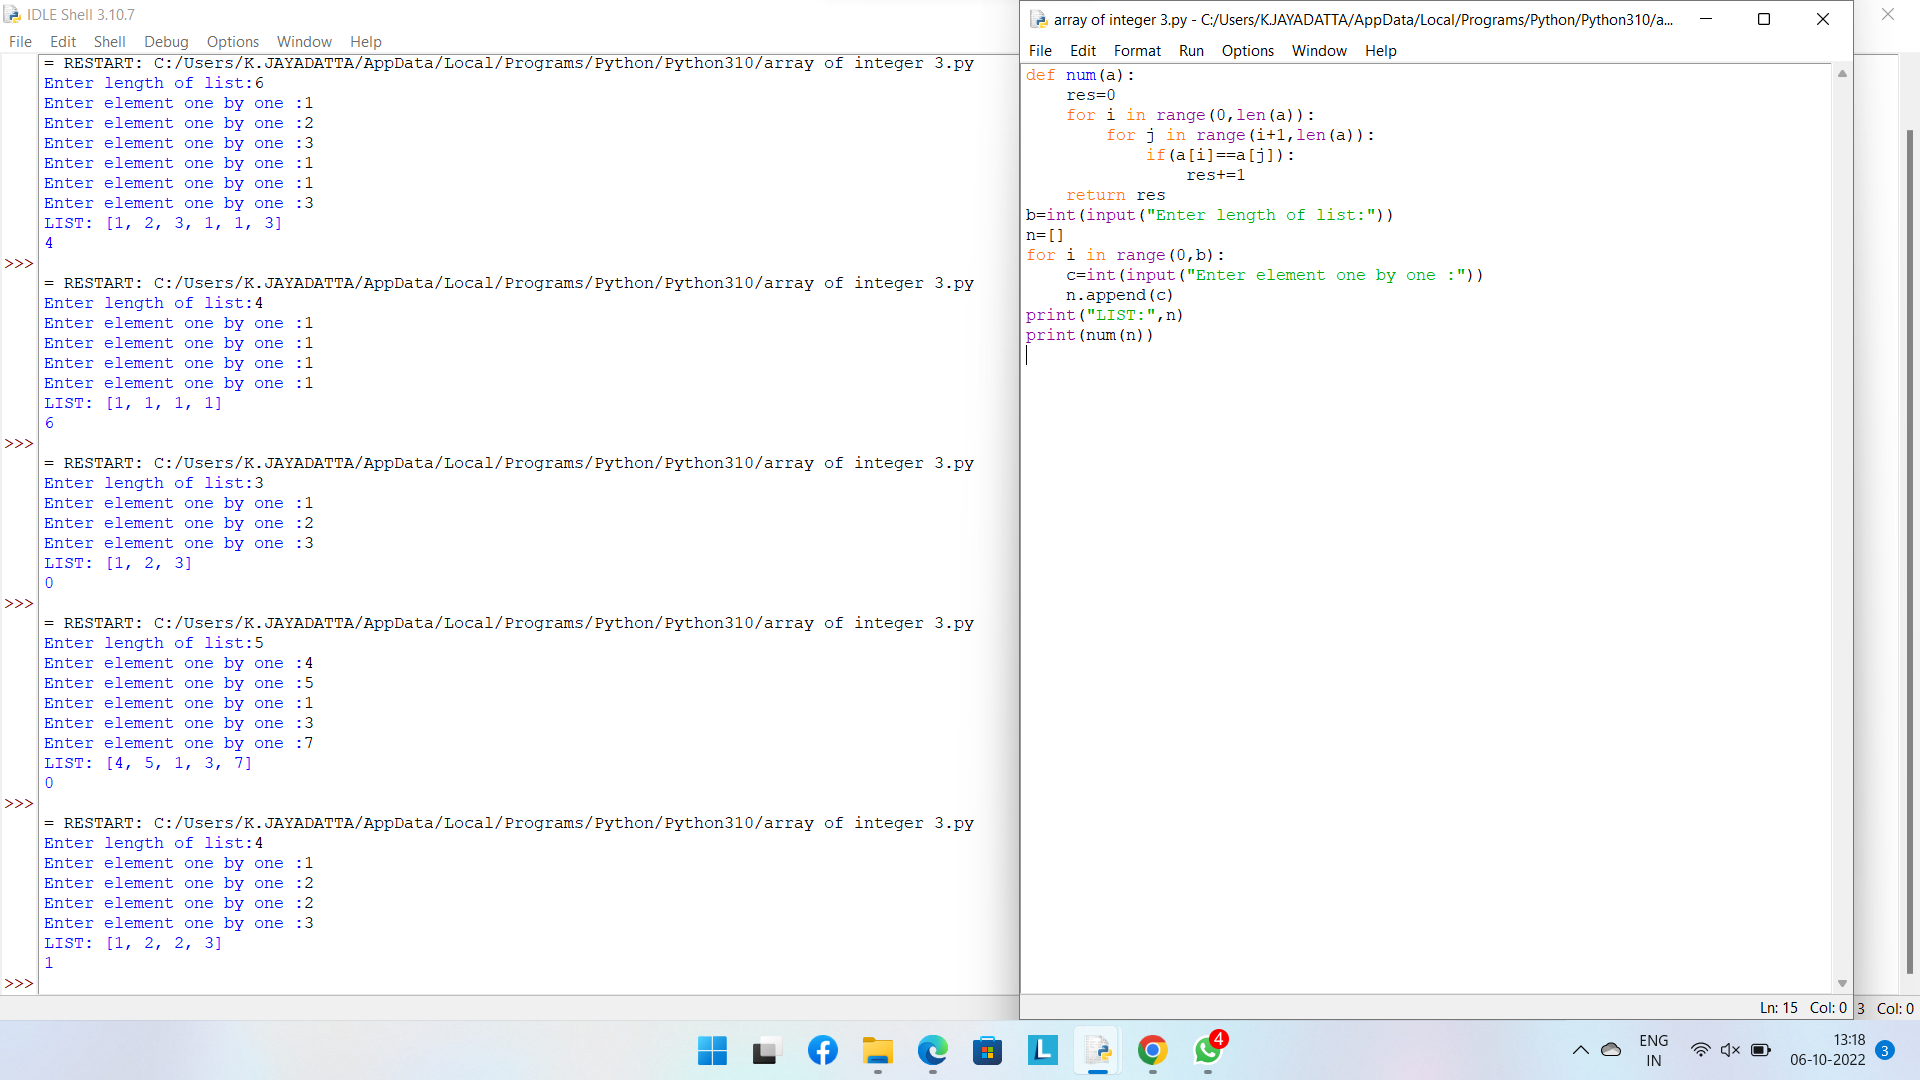 IDLE Shell 3.10.7
File Edit Shell Debug Options Window Help
= RESTART: C:/Users/K.JAYADATTA/AppData/Local/Programs/Python/Python310/array of integer 3.py
Enter length of list:6
Enter element one by one :1
Enter element one by one :2
Enter element one by one :3
Enter element one by one :1
Enter element one by one :1
Enter element one by one :3
LIST: [1, 2, 3, 1, 1, 3]
4
>>>
= RESTART: C:/Users/K.JAYADATTA/AppData/Local/Programs/Python/Python310/array of integer 3.py
Enter length of list:4
Enter element one by one :1
Enter element one by one :1
Enter element one by one :1
Enter element one by one :1
LIST: [1, 1, 1, 1]
6
>>>
= RESTART: C:/Users/K.JAYADATTA/AppData/Local/Programs/Python/Python310/array of integer 3.py
Enter length of list:3
Enter element one by one :1
Enter element one by one :2
Enter element one by one :3
LIST: [1, 2, 3]
0
>>>
= RESTART: C:/Users/K.JAYADATTA/AppData/Local/Programs/Python/Python310/array of integer 3.py
Enter length of list:5
Enter element one by one :4
Enter element one by one :5
Enter element one by one :1
Enter element one by one :3
Enter element one by one :7
LIST: [4, 5, 1, 3, 7]
0
>>>
= RESTART: C:/Users/K.JAYADATTA/AppData/Local/Programs/Python/Python310/array of integer 3.py
Enter length of list:4
Enter element one by one :1
Enter element one by one :2
Enter element one by one :2
Enter element one by one :3
LIST: [1, 2, 2, 3]
1
>>>
array of integer 3.py - C:/Users/K.JAYADATTA/AppData/Local/Programs/Python/Python310/a...
File Edit Format Run Options Window Help
def num(a):
    res=0
    for i in range(0,len(a)):
        for j in range(i+1,len(a)):
            if(a[i]==a[j]):
                res+=1
    return res
b=int(input("Enter length of list:"))
n=[]
for i in range(0,b):
    c=int(input("Enter element one by one :"))
    n.append(c)
print("LIST:",n)
print(num(n))
Ln: 15 Col: 0
3 Col: 0
L
4
ENG
IN
13:18
06-10-2022
3